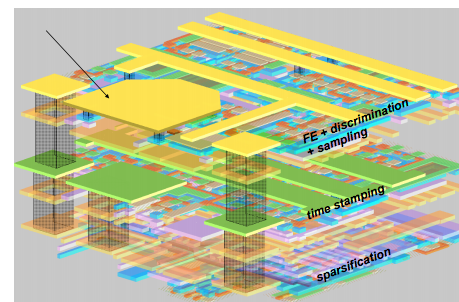 FE + discrimination
+ sampling
time stamping
sparsification